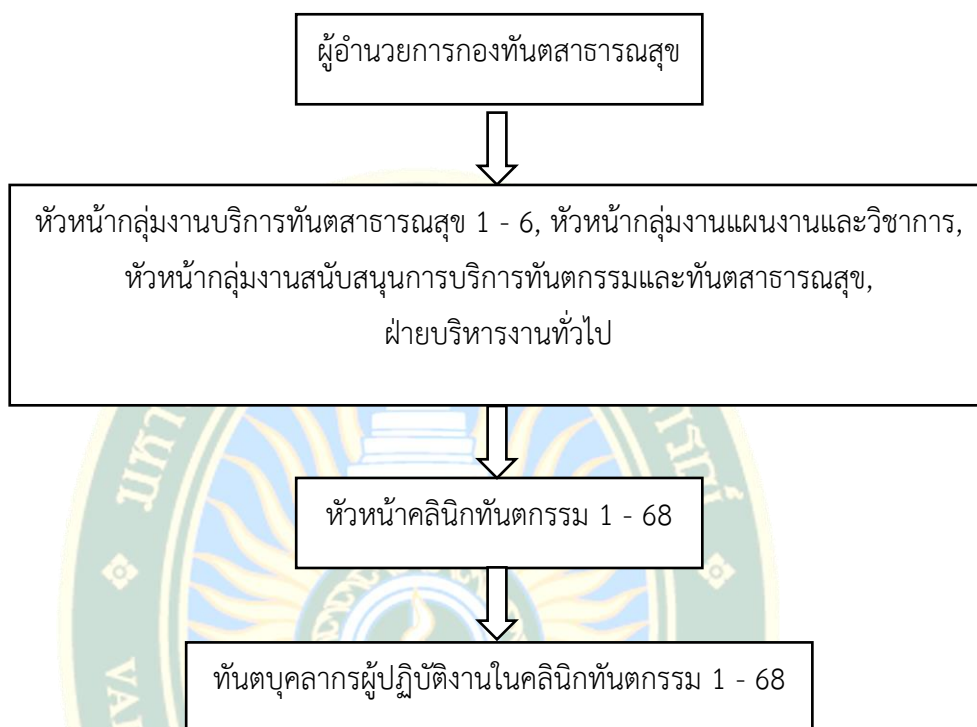 ผู้อำนวยการกองทันตสาธารณสุข
หัวหน้ากลุ่มงานบริการทันตสาธารณสุข 1 - 6, หัวหน้ากลุ่มงานแผนงานและวิชาการ,
หัวหน้ากลุ่มงานสนับสนุนการบริการทันตกรรมและทันตสาธารณสุข,
ฝ่ายบริหารงานทั่วไป
หัวหน้าคลินิกทันตกรรม 1 - 68
ทันตบุคลากรผู้ปฏิบัติงานในคลินิกทันตกรรม 1 - 68